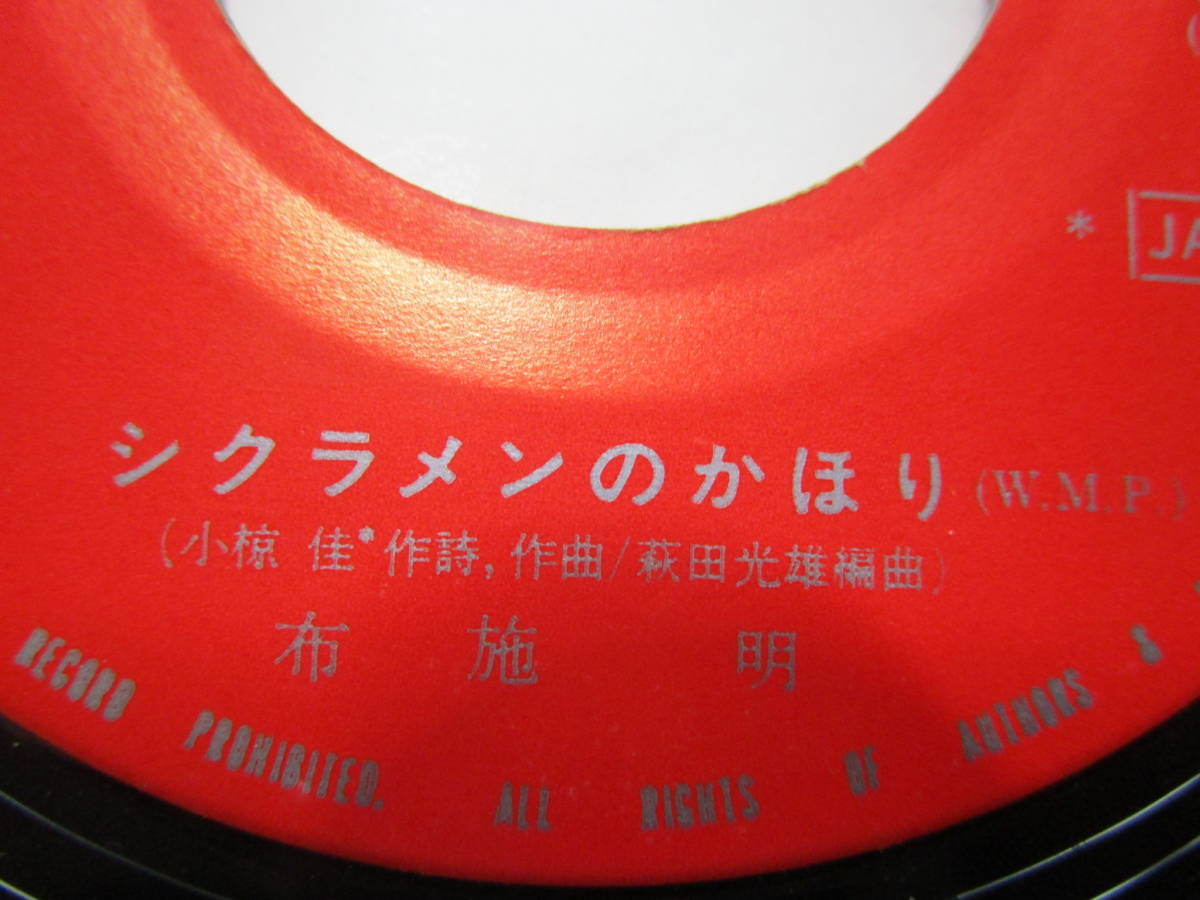 * JA
シクラメンのかほり (W.M.P.)
(小椋 佳*作詩, 作曲/萩田光雄編曲)
布 施 明
RECORD PROHIBITED. ALL RIGHTS OF AUTHORS &